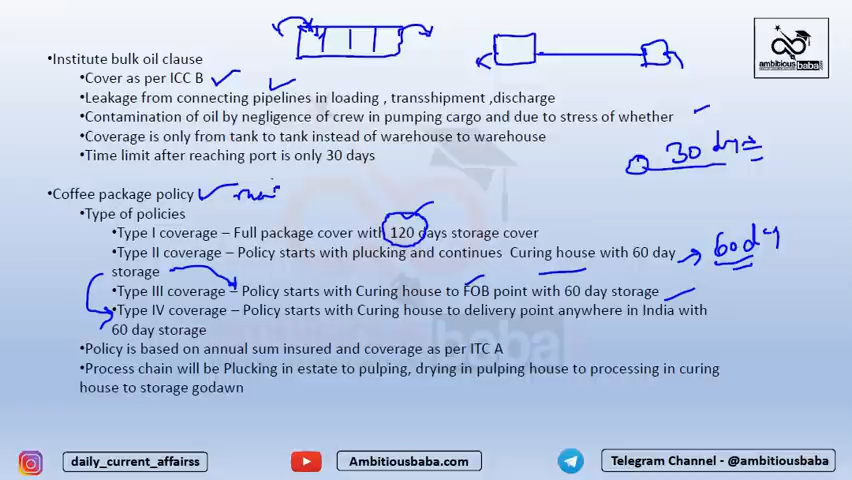 ambitiousbaba
•Institute bulk oil clause
•Cover as per ICC B
•Leakage from connecting pipelines in loading , transshipment ,discharge
•Contamination of oil by negligence of crew in pumping cargo and due to stress of whether
•Coverage is only from tank to tank instead of warehouse to warehouse
30 days
•Time limit after reaching port is only 30 days
•Coffee package policy
•Type of policies
•Type I coverage – Full package cover with 120 days storage cover
60 dy
•Type II coverage – Policy starts with plucking and continues Curing house with 60 day
storage
•Type III coverage – Policy starts with Curing house to FOB point with 60 day storage
•Type IV coverage – Policy starts with Curing house to delivery point anywhere in India with
60 day storage
•Policy is based on annual sum insured and coverage as per ITC A
•Process chain will be Plucking in estate to pulping, drying in pulping house to processing in curing
house to storage godawn
daily_current_affairss
Ambitiousbaba.com
Telegram Channel - @ambitiousbaba